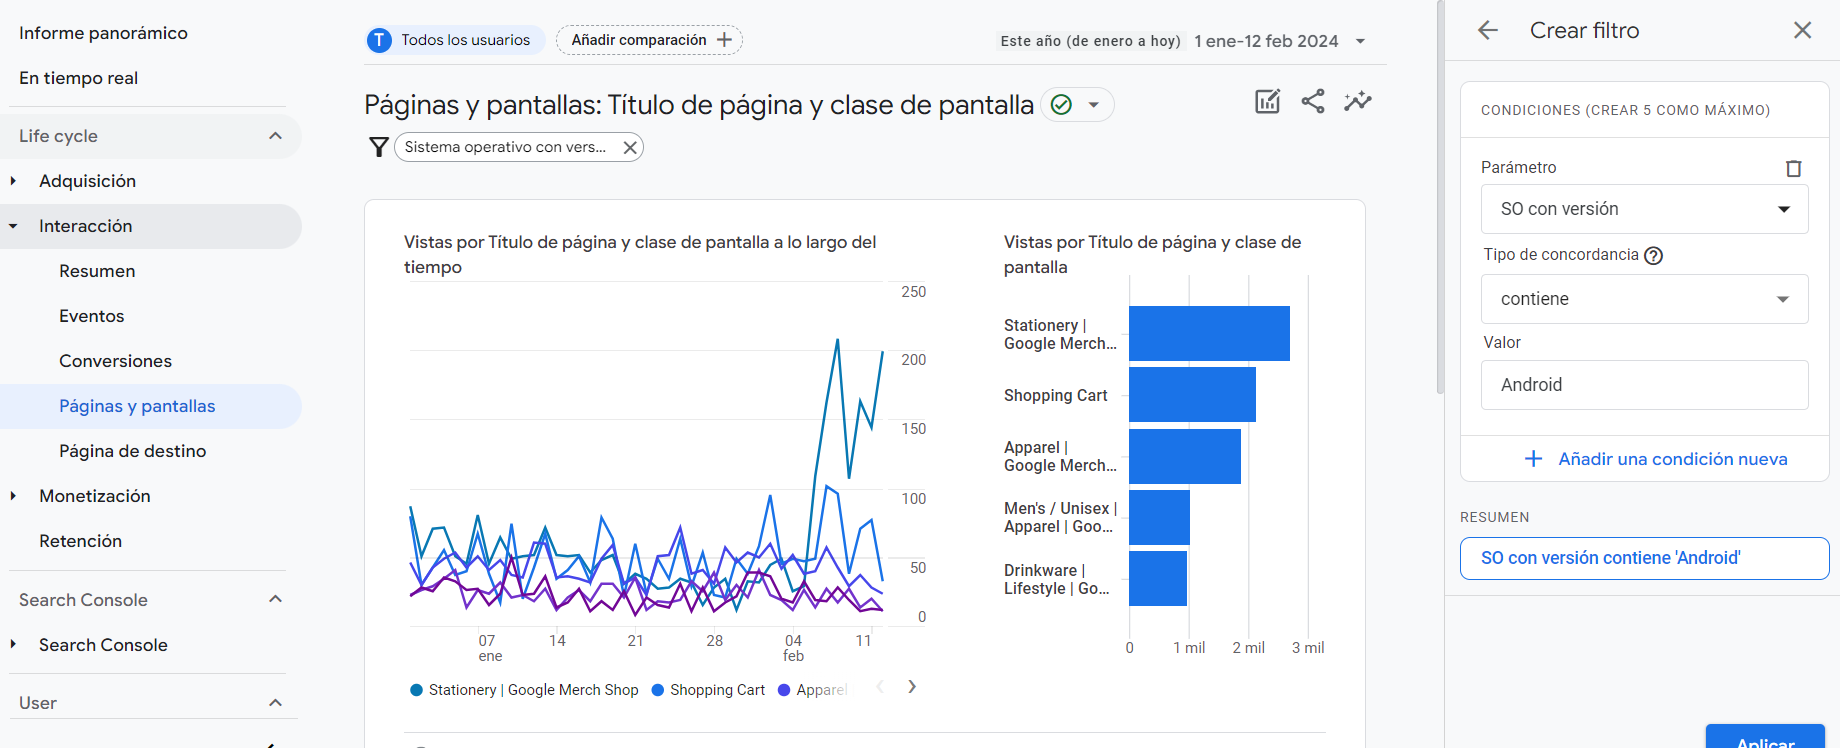 Informe panorámico
En tiempo real
Life cycle
Adquisición
Interacción
Resumen
Eventos
Conversiones
Páginas y pantallas
Página de destino
Monetización
Retención
Search Console
Search Console
User
T Todos los usuarios
Añadir comparación
Este año (de enero a hoy) 1 ene-12 feb 2024
Páginas y pantallas: Título de página y clase de pantalla
Sistema operativo con vers...
Vistas por Título de página y clase de pantalla a lo largo del
tiempo
250
200
150
100
50
0
07
ene
14
21
28
04
feb
11
Stationery | Google Merch Shop
Shopping Cart
Apparel
Vistas por Título de página y clase de
pantalla
Stationery |
Google Merch...
Shopping Cart
Apparel |
Google Merch...
Men's / Unisex |
Apparel | Goo...
Drinkware |
Lifestyle | Go...
0
1 mil
2 mil
3 mil
Crear filtro
CONDICIONES (CREAR 5 COMO MÁXIMO)
Parámetro
SO con versión
Tipo de concordancia
contiene
Valor
Android
Añadir una condición nueva
RESUMEN
SO con versión contiene 'Android'
Aplicar